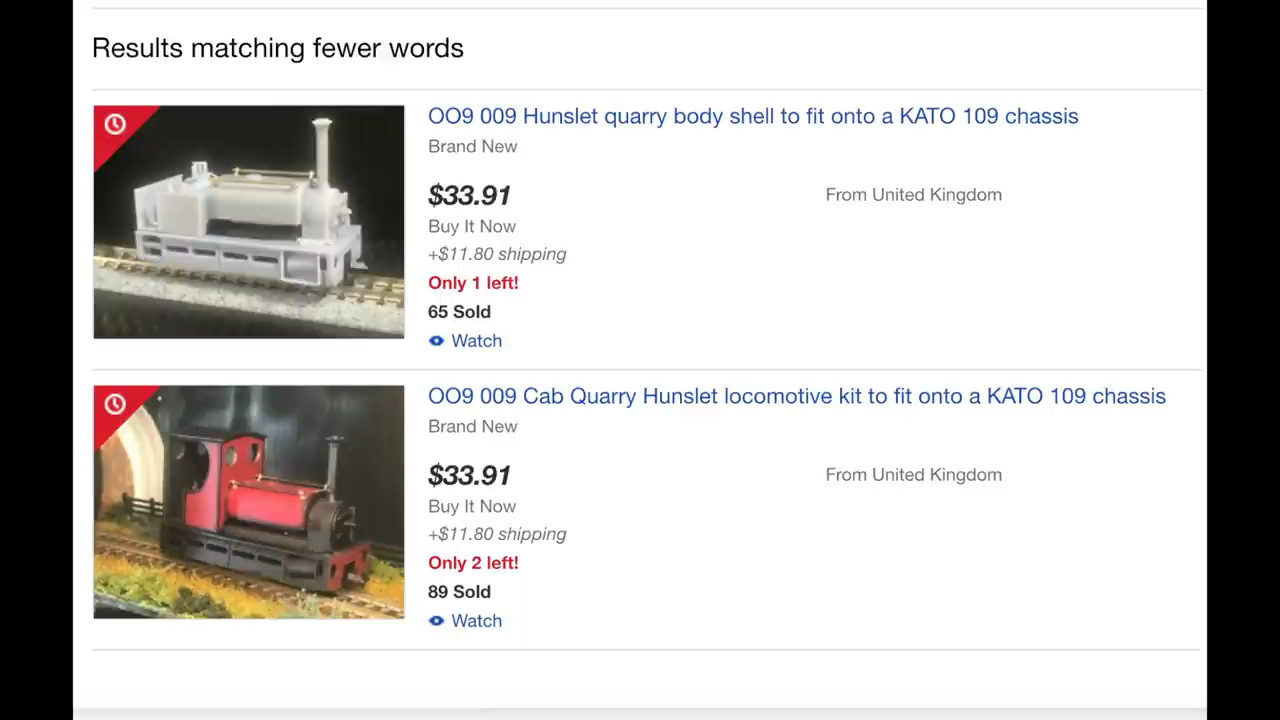 Results matching fewer words
OO9 009 Hunslet quarry body shell to fit onto a KATO 109 chassis
Brand New
$33.91
From United Kingdom
Buy It Now
+$11.80 shipping
Only 1 left!
65 Sold
Watch
OO9 009 Cab Quarry Hunslet locomotive kit to fit onto a KATO 109 chassis
Brand New
$33.91
From United Kingdom
Buy It Now
+$11.80 shipping
Only 2 left!
89 Sold
Watch